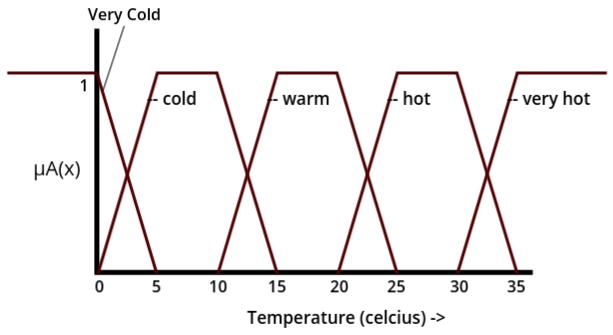 Very Cold
1
-- cold
-- warm
-- hot
-- very hot
μA(x)
0 5 10 15 20 25 30 35
Temperature (celcius) ->